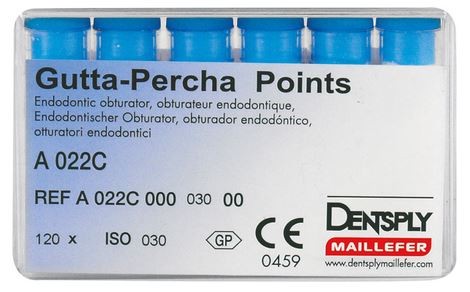 Gutta-Percha Points
Endodontic obturator, obturateur endodontique,
Endodontischer Obturator, obturador endodóntico,
otturatori endodontici
A 022C
REF A 022C 000 030 00
120 x ISO 030 GP CE 0459
DENTSPLY
MAILLEFER
www.dentsplymaillefer.com